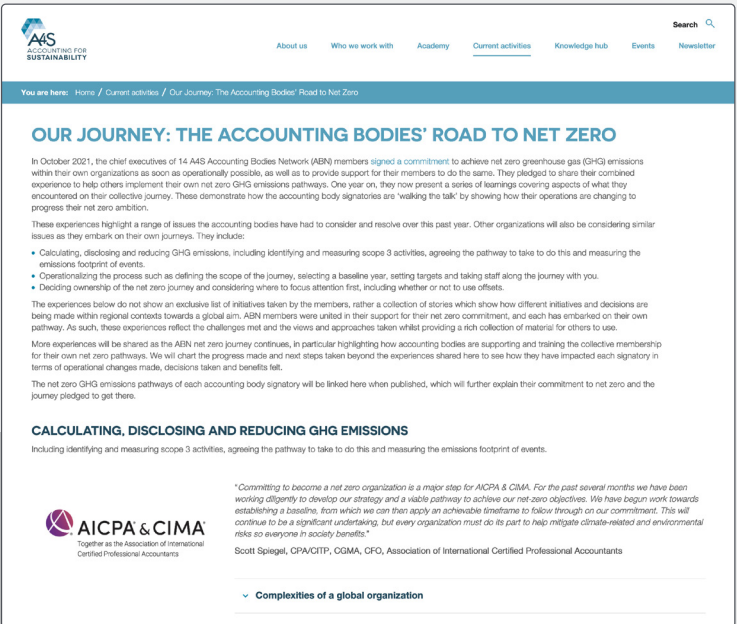 Search
A4S
ACCOUNTING FOR
SUSTAINABILITY
About us Who we work with Academy Current activities Knowledge hub Events Newsletter
You are here: Home / Current activities / Our Journey: The Accounting Bodies' Road to Net Zero
OUR JOURNEY: THE ACCOUNTING BODIES' ROAD TO NET ZERO
In October 2021, the chief executives of 14 A4S Accounting Bodies Network (ABN) members signed a commitment to achieve net zero greenhouse gas (GHG) emissions
within their own organizations as soon as operationally possible, as well as to provide support for their members to do the same. They pledged to share their combined
experience to help others implement their own net zero GHG emissions pathways. One year on, they now present a series of learnings covering aspects of what they
encountered on their collective journey. These demonstrate how the accounting body signatories are 'walking the talk' by showing how their operations are changing to
progress their net zero ambition.
These experiences highlight a range of issues the accounting bodies have had to consider and resolve over this past year. Other organizations will also be considering similar
issues as they embark on their own journeys. They include:
• Calculating, disclosing and reducing GHG emissions, including identifying and measuring scope 3 activities, agreeing the pathway to take to do this and measuring the
emissions footprint of events.
• Operationalizing the process such as defining the scope of the journey, selecting a baseline year, setting targets and taking staff along the journey with you.
• Deciding ownership of the net zero journey and considering where to focus attention first, including whether or not to use offsets.
The experiences below do not show an exclusive list of initiatives taken by the members, rather a collection of stories which show how different initiatives and decisions are
being made within regional contexts towards a global aim. ABN members were united in their support for their net zero commitment, and each has embarked on their own
pathway. As such, these experiences reflect the challenges met and the views and approaches taken whilst providing a rich collection of material for others to use.
More experiences will be shared as the ABN net zero journey continues, in particular highlighting how accounting bodies are supporting and training the collective membership
for their own net zero pathways. We will chart the progress made and next steps taken beyond the experiences shared here to see how they have impacted each signatory in
terms of operational changes made, decisions taken and benefits felt.
The net zero GHG emissions pathways of each accounting body signatory will be linked here when published, which will further explain their commitment to net zero and the
journey pledged to get there.
CALCULATING, DISCLOSING AND REDUCING GHG EMISSIONS
Including identifying and measuring scope 3 activities, agreeing the pathway to take to do this and measuring the emissions footprint of events.
"Committing to become a net zero organization is a major step for AICPA & CIMA. For the past several months we have been
working diligently to develop our strategy and a viable pathway to achieve our net-zero objectives. We have begun work towards
establishing a baseline, from which we can then apply an achievable timeframe to follow through on our commitment. This will
continue to be a significant undertaking, but every organization must do its part to help mitigate climate-related and environmental
risks so everyone in society benefits."
Scott Spiegel, CPA/CITP, CGMA, CFO, Association of International Certified Professional Accountants
AICPA & CIMA
Together as the Association of International
Certified Professional Accountants
Complexities of a global organization